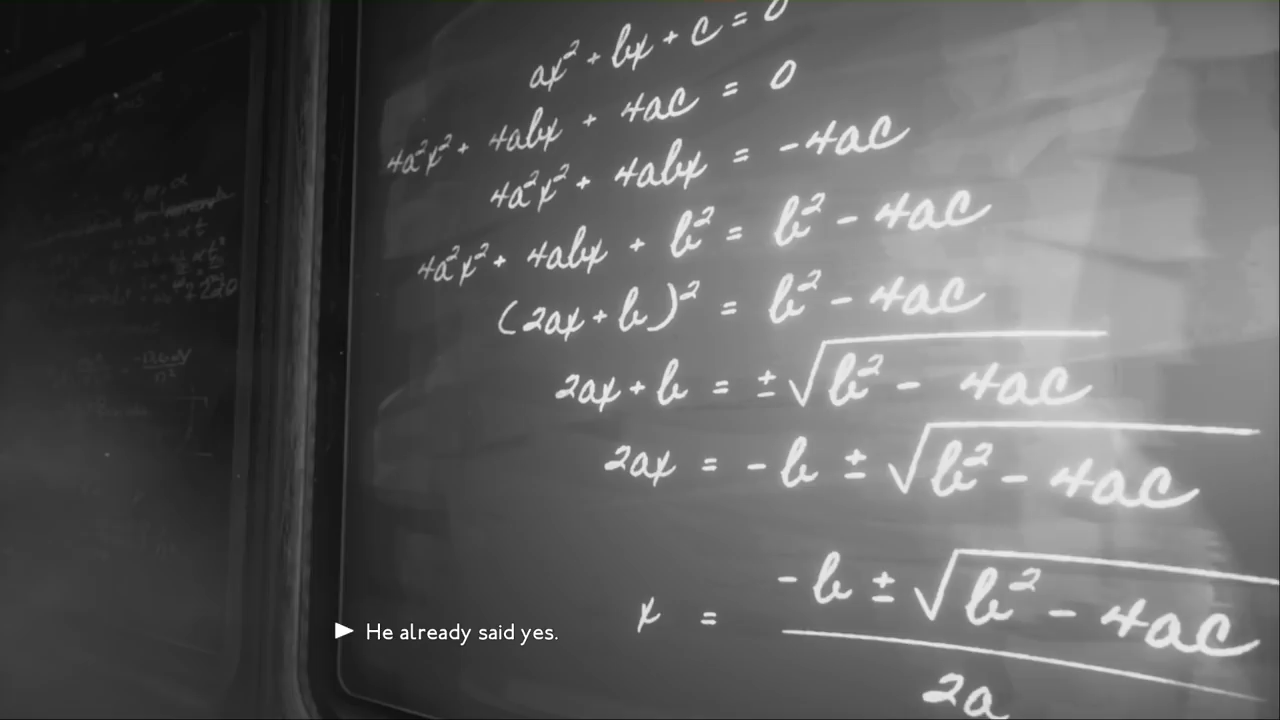 ax² + bx + c = 0
4a²x² + 4abx + 4ac = 0
4a²x² + 4abx = -4ac
4a²x² + 4abx + b² = b² - 4ac
(2ax + b)² = b² - 4ac
2ax + b = ±√b² - 4ac
2ax = -b ± √b² - 4ac
x = -b ± √b² - 4ac
2a
▶ He already said yes.